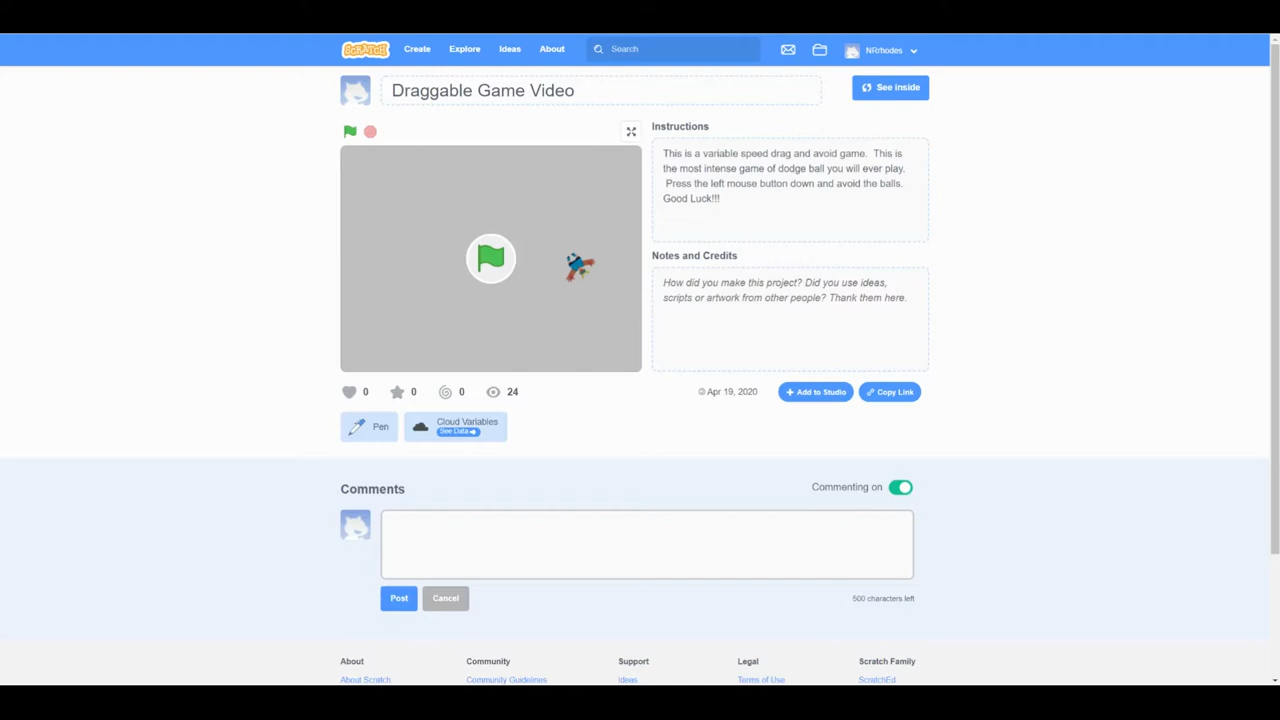 SCRATCH Create Explore Ideas About Search NRrhodes
Draggable Game Video
See inside
Instructions
This is a variable speed drag and avoid game. This is
the most intense game of dodge ball you will ever play.
Press the left mouse button down and avoid the balls.
Good Luck!!!
Notes and Credits
How did you make this project? Did you use ideas,
scripts or artwork from other people? Thank them here.
0 0 0 24
© Apr 19, 2020
Add to Studio
Copy Link
Pen
Cloud Variables
See Data
Comments
Commenting on
Post Cancel
500 characters left
About Community Support Legal Scratch Family
About Scratch Community Guidelines Ideas Terms of Use ScratchEd